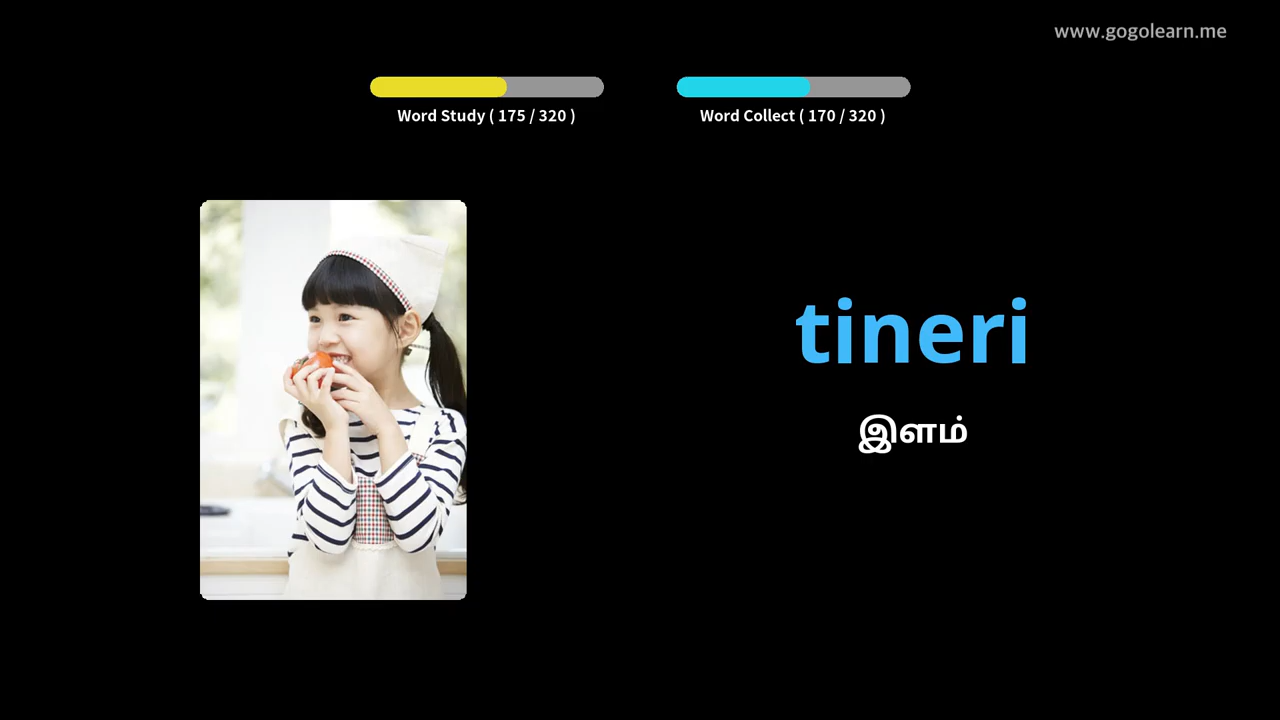 www.gogolearn.me
Word Study ( 175 / 320 )
Word Collect ( 170 / 320 )
tineri
இளம்